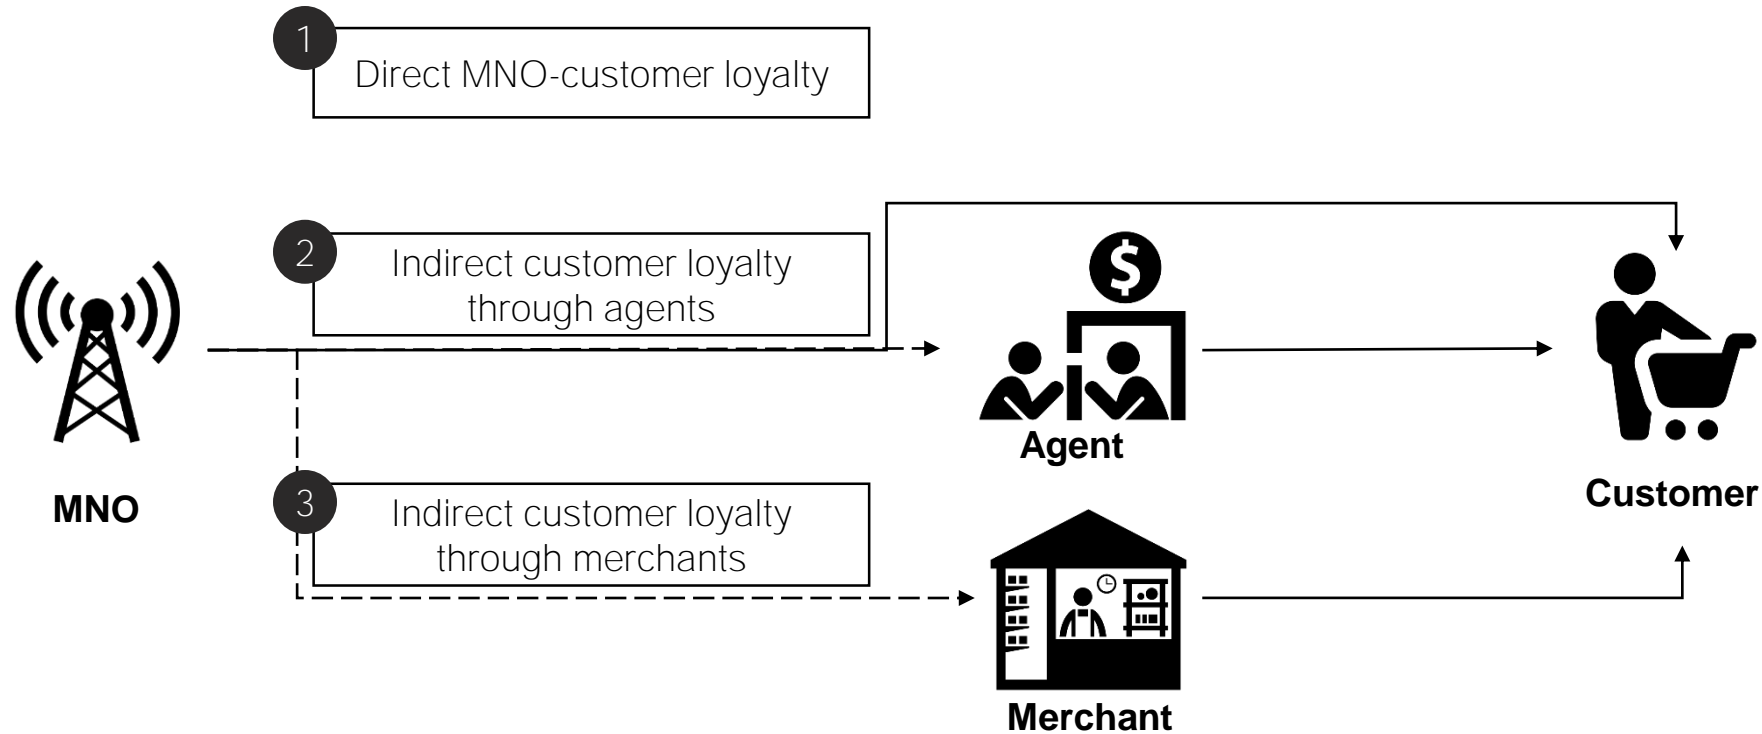 1
Direct MNO-customer loyalty
2
Indirect customer loyalty
through agents
$
Agent
MNO
Customer
3
Indirect customer loyalty
through merchants
Merchant